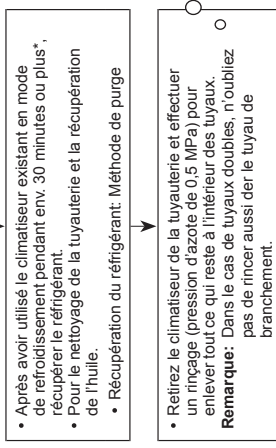 • Après avoir utilisé le climatiseur existant en mode
de refroidissement pendant env. 30 minutes ou plus*,
récupérer le réfrigérant.
• Pour le nettoyage de la tuyauterie et la récupération
de l'huile.
• Récupération du réfrigérant: Méthode de purge
• Retirez le climatiseur de la tuyauterie et effectuer
un rinçage (pression d'azote de 0,5 MPa) pour
enlever tout ce qui reste à l'intérieur des tuyaux.
Remarque: Dans le cas de tuyaux doubles, n'oubliez
pas de rincer aussi der le tuyau de
branchement.